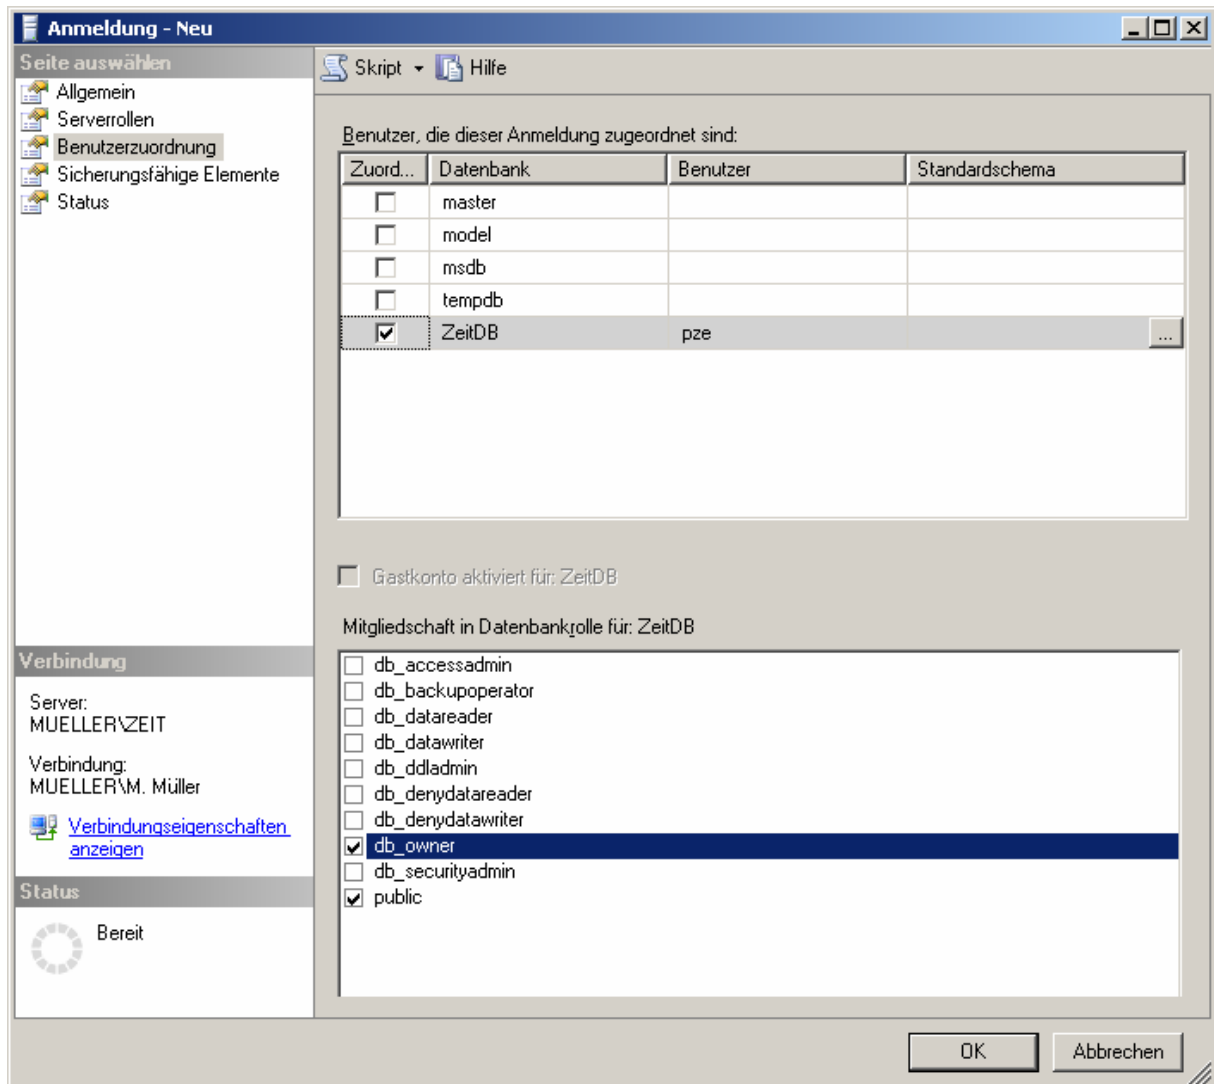 Anmeldung - Neu
Seite auswählen
Allgemein
Serverrollen
Benutzerzuordnung
Sicherungsfähige Elemente
Status
Skript Hilfe
Benutzer, die dieser Anmeldung zugeordnet sind:
Zuord... Datenbank Benutzer Standardschema
master
model
msdb
tempdb
ZeitDB pze ...
Gastkonto aktiviert für: ZeitDB
Mitgliedschaft in Datenbankrolle für: ZeitDB
db_accessadmin
db_backupoperator
db_datareader
db_datawriter
db_ddladmin
db_denydatareader
db_denydatawriter
db_owner
db_securityadmin
public
Verbindung
Server:
MUELLER\ZEIT
Verbindung:
MUELLER\M. Müller
Verbindungseigenschaften
anzeigen
Status
Bereit
OK Abbrechen